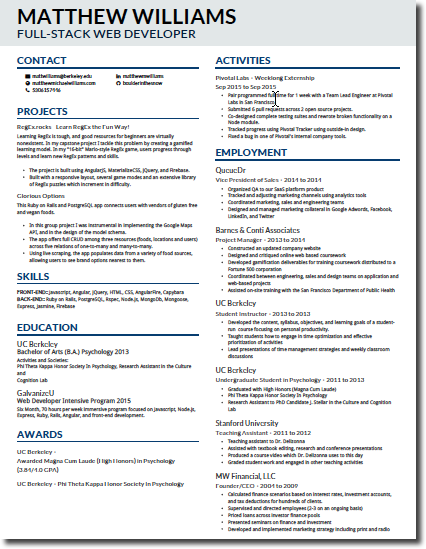 MATTHEW WILLIAMS
FULL-STACK WEB DEVELOPER
CONTACT
mattwilliams@berkeley.edu
matthewmichaelwilliams.com
5306357446
matthewmwilliams
boulderinthesnow
PROJECTS
RegEx.rocks Learn RegEx the Fun Way!
Learning RegEx is tough, good resources for beginners are virtually
nonexistent. In my capstone project I tackle this problem by creating a gamified
learning model. In my "16-bit" Mario-style RegEx game, users progress through
levels and learn new RegEx patterns and skills.
• The project is built using AngularJS, MaterializeCSS, jQuery, and Firebase.
• Built with a responsive, several game modes and an extensive library
of RegEx puzzles which increment in difficulty.
Glorious Options
This Ruby on Rails and PostgreSQL app connects users with vendors of gluten free
and vegan foods.
• In this group project I was instrumental in implementing the Google Maps
API, and in the design of the model schema.
• The app offers full CRUD among three resources (foods, locations and users)
across five relations of one-to-many and many-to-many.
• Using live scraping, the app populates data from a variety of food sources,
allowing users to see brand options nearest to them.
SKILLS
FRONT-END: Javascript, Angular, jQuery, HTML, CSS, AngularFire, Capybara
BACK-END: Ruby on Rails, PostgreSQL, Rspec, Node.js, MongoDB, Mongoose,
Express, Jasmine, Firebase
EDUCATION
UC Berkeley
Bachelor of Arts (B.A.) Psychology 2013
Activities and Societies:
Phi Theta Kappa Honor Society in Psychology, Research Assistant in the Culture
and
Cognition Lab
GalvanizeU
Web Developer Intensive Program 2015
Six Month, 70 hours per week immersive program focused on Javascript, Node.js,
Express, Ruby, Rails, Angular, and front-end development.
AWARDS
UC Berkeley -
Awarded Magna Cum Laude (High Honors) in Psychology
(3.84/4.0 GPA)
UC Berkeley - Phi Theta Kappa Honor Society in Psychology
ACTIVITIES
Pivotal Labs - Weeklong Externship
Sep 2015 to Sep 2015
• Pair programmed full time for 1 week with a Team Lead Engineer at Pivotal
Labs in San Francisco.
• Submitted 6 pull requests across 2 open source projects.
• Co-designed complete testing suites and rewrote broken functionality on a
Node module.
• Tracked progress using Pivotal Tracker using outside-in design.
• Fixed a bug in one of Pivotal's internal company tools.
EMPLOYMENT
QucucDr
Vice President of Sales - 2014 to 2014
• Organized QA to our SaaS platform product
• Tracked and adjusting marketing channels using analytics tools
• Coordinated marketing, sales and engineering teams
• Designed and managed marketing collateral in Google Adwords, Facebook,
LinkedIn, and Twitter
Barnes & Conti Associates
Project Manager - 2013 to 2014
• Constructed an updated company website
• Designed and critiqued online web based courseware
• Developed gamification deliverables for training coursework distributed to a
Fortune 500 corporation
• Coordinated between engineering, sales and design teams on application and
web-based projects
• Assisted on-site training with the San Francisco Department of Public Health
UC Berkeley
Student Instructor - 2013 to 2013
• Developed the content, syllabus, objectives, and learning goals of a student-
run course focusing on personal productivity.
• Taught students how to engage in time optimization and effective
prioritization of activities
• Lead presentations of time management strategies and weekly classroom
discussions
UC Berkeley
Undergraduate Student in Psychology - 2011 to 2013
• Graduated with High Honors (Magna Cum Laude)
• Phi Theta Kappa Honor Society in Psychology
• Research Assistant to PhD Candidate J. Stellar in the Culture and Cognition
Lab
Stanford University
Teaching Assistant - 2011 to 2012
• Teaching assistant to Dr. Delizonna
• Assisted with textbook editing, research and conference presentations
• Produced a course video which Dr. Delizonna uses to this day
• Graded student work and engaged in other teaching activities
MW Financial, LLC
Founder/CEO - 2004 to 2009
• Calculated finance scenarios based on interest rates, investment accounts,
and tax deductions for hundreds of clients.
• Supervised and directed employees (2-3 on an ongoing basis)
• Priced loans across investor finance pools
• Presented seminars on finance and investment
• Developed and implemented marketing strategy including print and radio